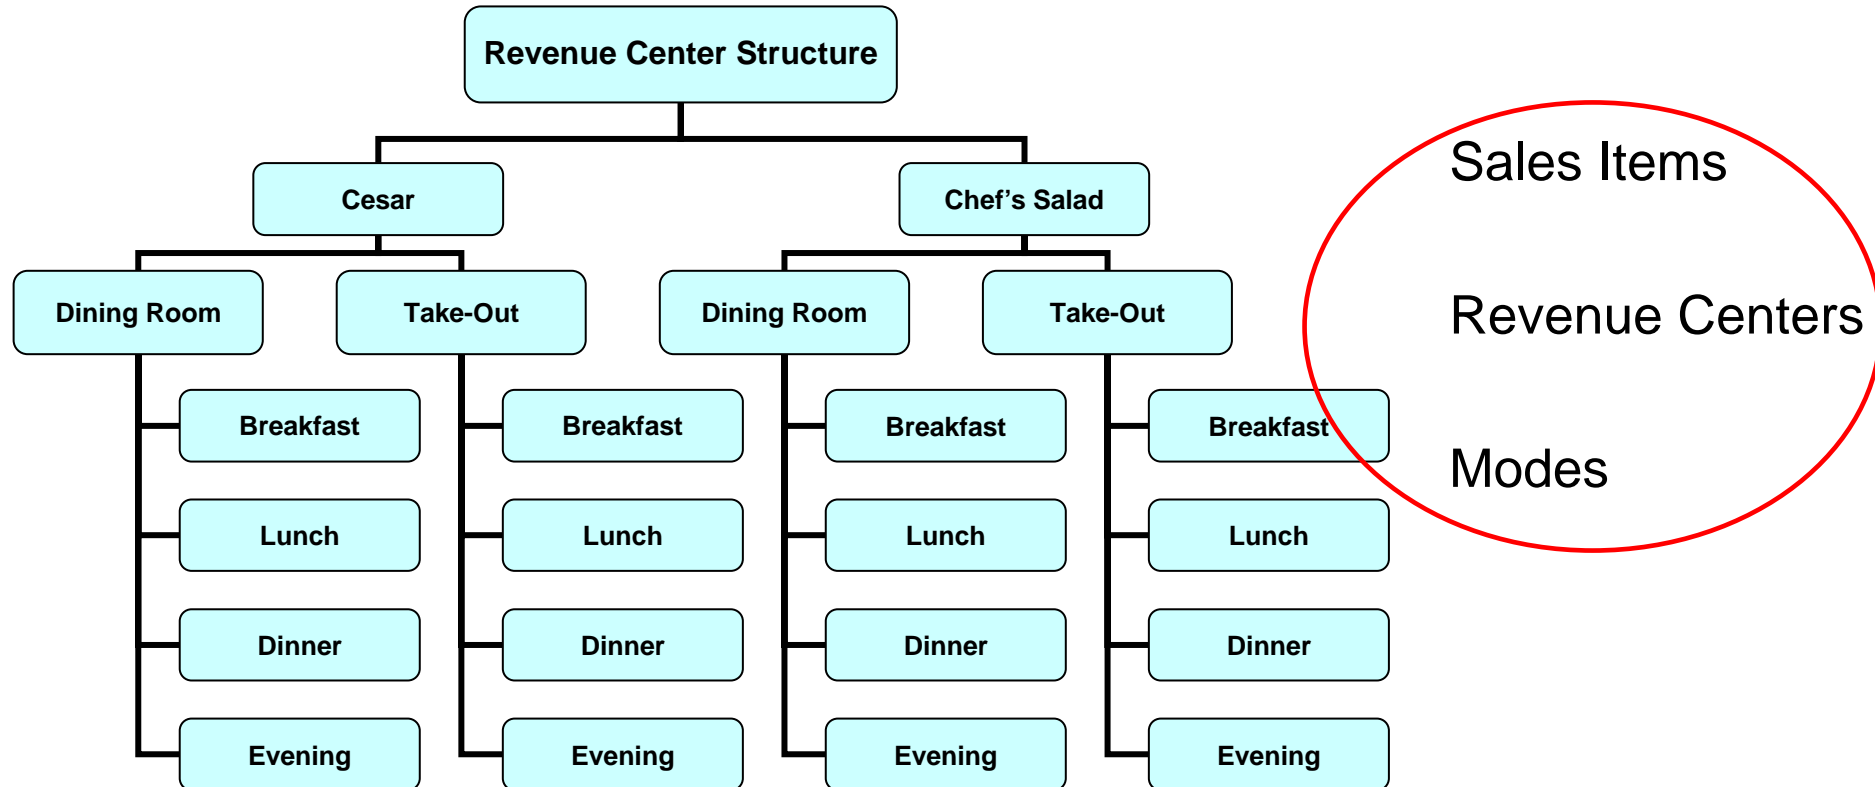 Revenue Center Structure
Cesar
Chef's Salad
Sales Items
Dining Room
Take-Out
Dining Room
Take-Out
Revenue Centers
Breakfast
Breakfast
Breakfast
Breakfast
Modes
Lunch
Lunch
Lunch
Lunch
Dinner
Dinner
Dinner
Dinner
Evening
Evening
Evening
Evening